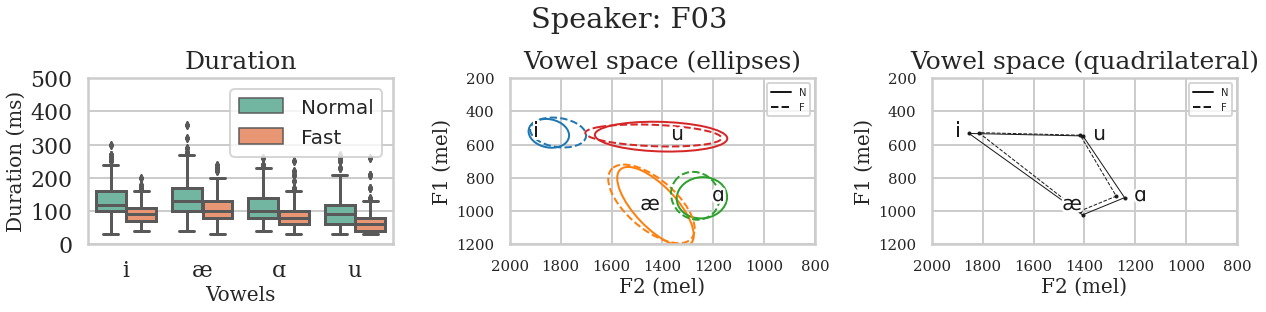 Speaker: F03
Duration
Duration (ms)
500
400
300
200
100
0
Normal
Fast
i æ ɑ u
Vowels
Vowel space (ellipses)
F1 (mel)
200
400
600
800
1000
1200
N
F
i
u
æ
ɑ
2000 1800 1600 1400 1200 1000 800
F2 (mel)
Vowel space (quadrilateral)
F1 (mel)
200
400
600
800
1000
1200
N
F
i
u
ɑ
æ
2000 1800 1600 1400 1200 1000 800
F2 (mel)